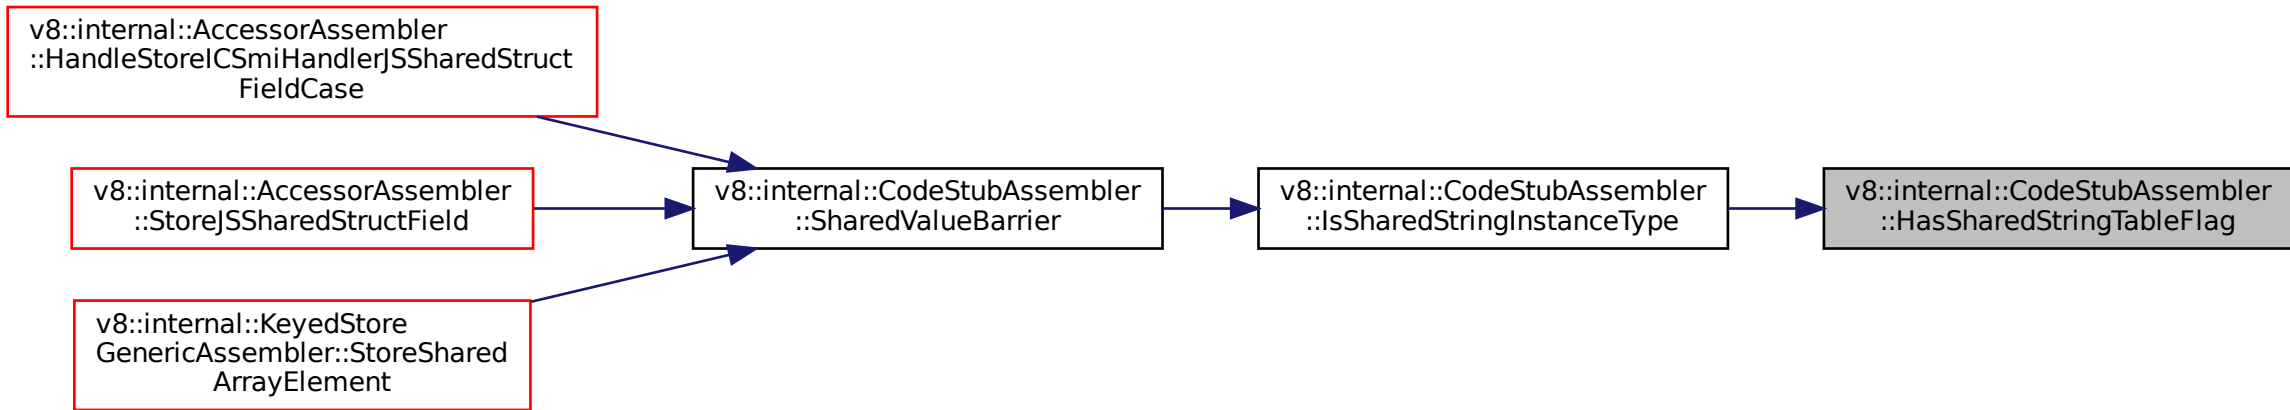 v8::internal::AccessorAssembler
::HandleStoreICSmiHandlerJSSharedStruct
FieldCase
v8::internal::AccessorAssembler
::StoreJSSharedStructField
v8::internal::KeyedStore
GenericAssembler::StoreShared
ArrayElement
v8::internal::CodeStubAssembler
::SharedValueBarrier
v8::internal::CodeStubAssembler
::IsSharedStringInstanceType
v8::internal::CodeStubAssembler
::HasSharedStringTableFlag